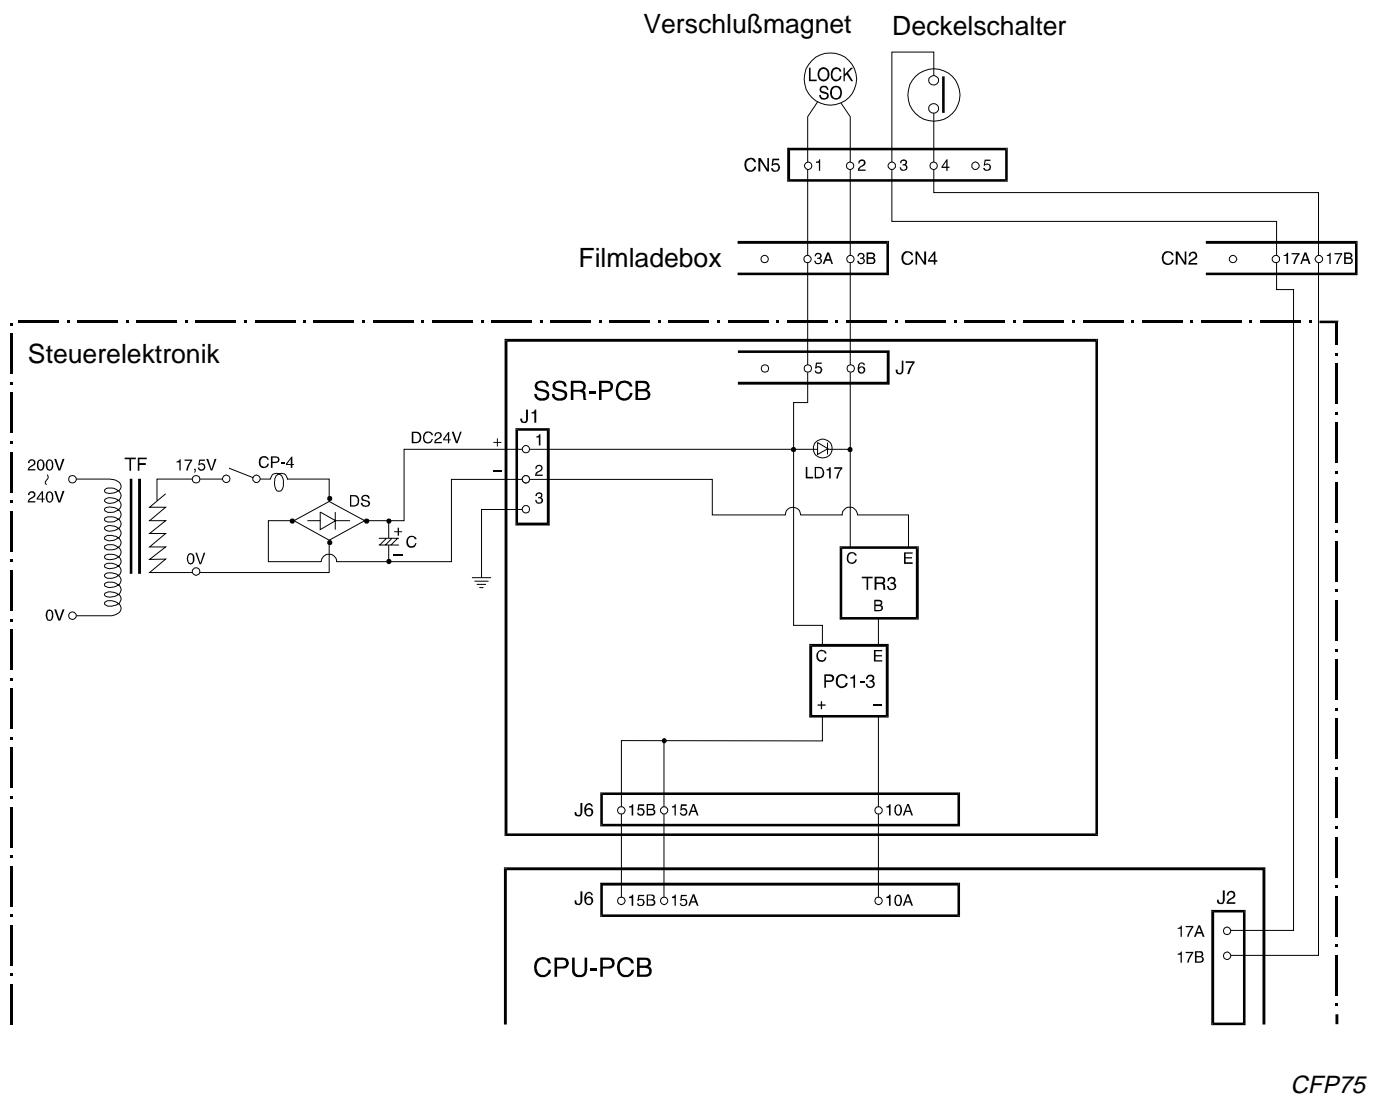 Verschlußmagnet Deckelschalter
LOCK
SO
CN5 1 2 3 4 5
Filmladebox 3A 3B CN4 CN2 17A 17B
Steuerelektronik
SSR-PCB
5 6 J7
J1
DC24V + 1
LD17
200V
~
240V
TF 17,5V CP-4
- 2
DS
3
+ C
-
0V
0V
C E
TR3
B
C E
PC1-3
+ -
J6 15B 15A 10A
J6 15B 15A 10A
J2
17A
17B
CPU-PCB
CFP75